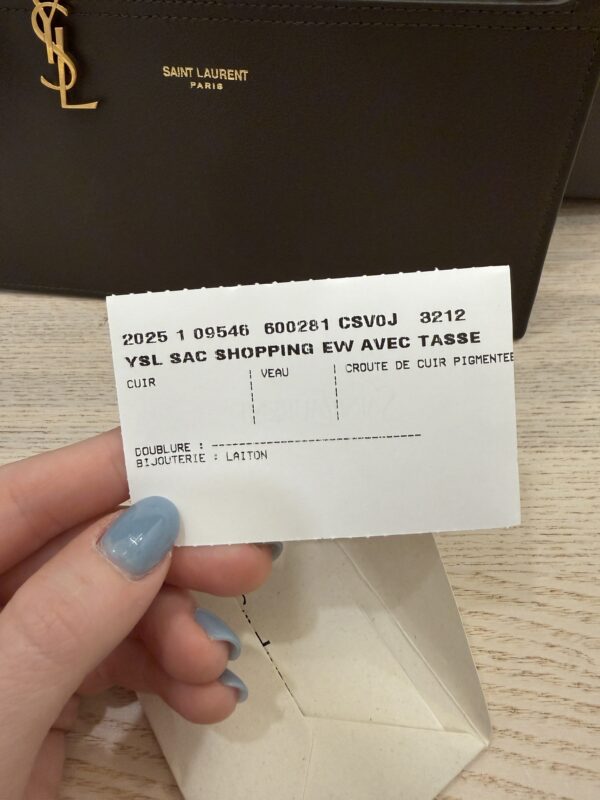 YSL
SAINT LAURENT
PARIS
2025 1 09546 600281 CSV0J 3212
YSL SAC SHOPPING EW AVEC TASSE
CUIR | VEAU | CROUTE DE CUIR PIGMENTEE
DOUBLURE : --------------------------------
BIJOUTERIE : LAITON